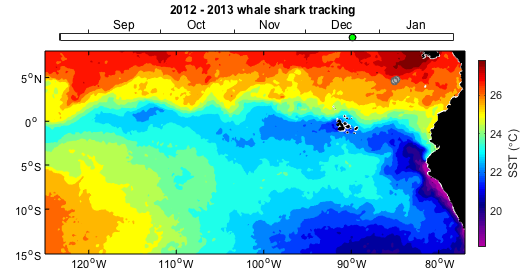 2012 - 2013 whale shark tracking
Sep Oct Nov Dec Jan
5°N
0°
5°S
10°S
15°S
120°W 110°W 100°W 90°W 80°W
26
24
22
20
SST (°C)